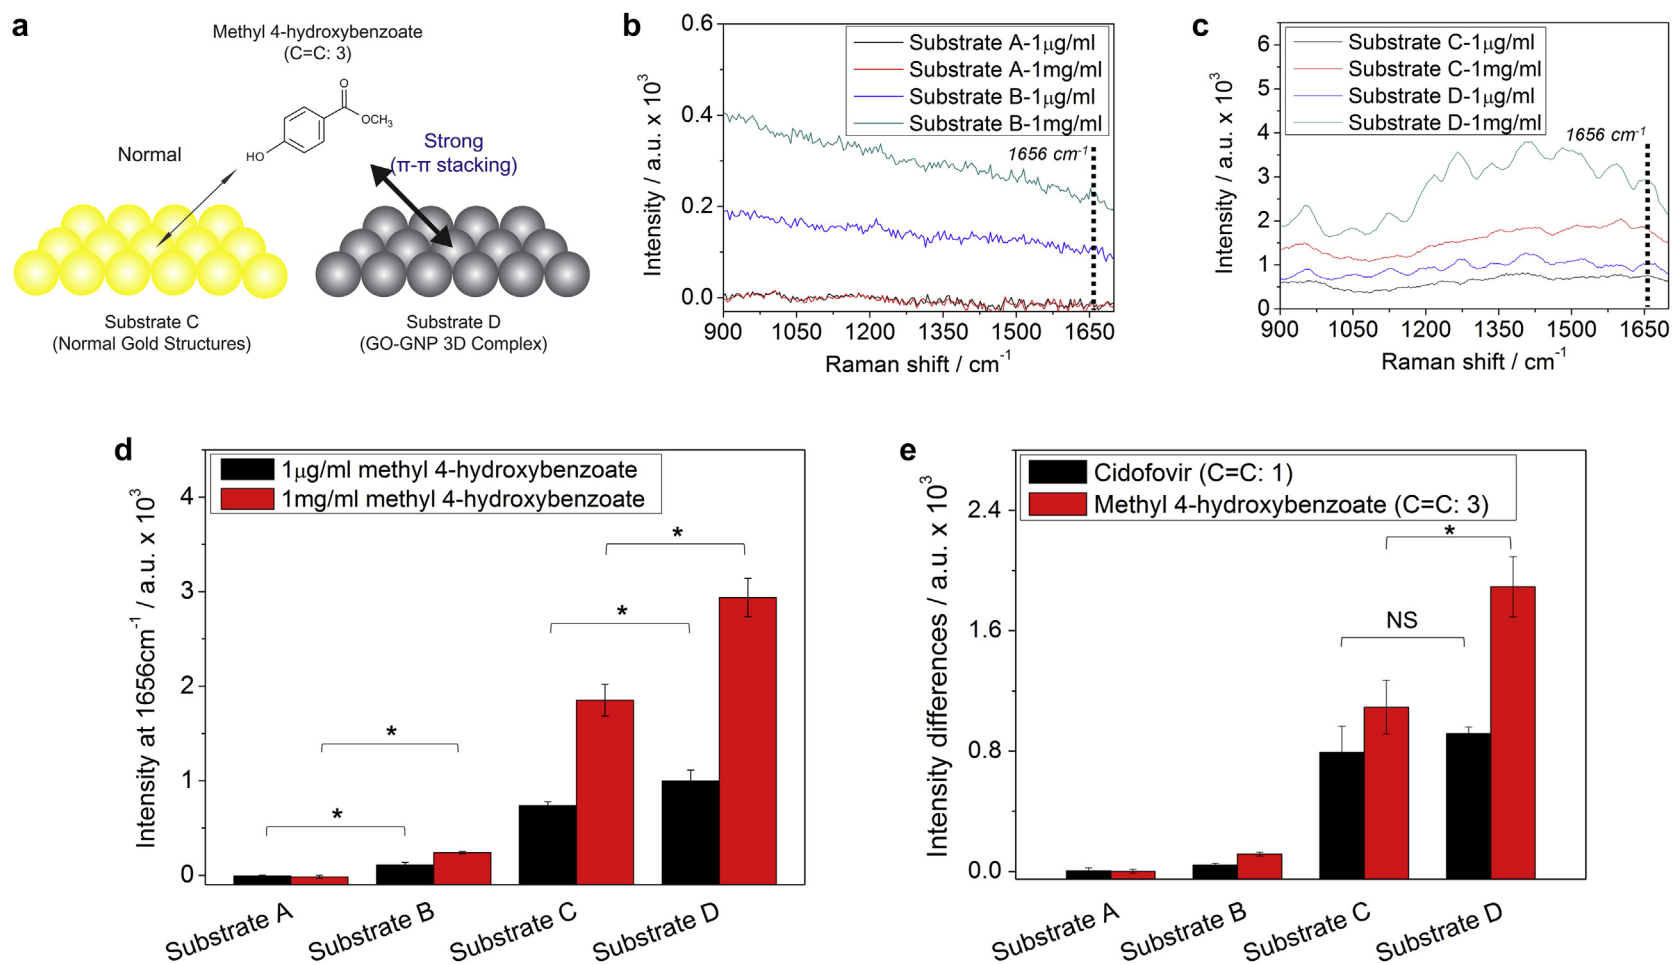 a
Methyl 4-hydroxybenzoate
(C=C: 3)
O
OCH3
HO
Normal
Strong
(π-π stacking)
Substrate C
(Normal Gold Structures)
Substrate D
(GO-GNP 3D Complex)
b
Intensity / a.u. x 10³
0.6
0.4
0.2
0.0
Substrate A-1μg/ml
Substrate A-1mg/ml
Substrate B-1μg/ml
Substrate B-1mg/ml
1656 cm⁻¹
900 1050 1200 1350 1500 1650
Raman shift / cm⁻¹
c
Intensity / a.u. x 10³
6
5
4
3
2
1
0
Substrate C-1μg/ml
Substrate C-1mg/ml
Substrate D-1μg/ml
Substrate D-1mg/ml
1656 cm⁻¹
900 1050 1200 1350 1500 1650
Raman shift / cm⁻¹
d
Intensity at 1656cm⁻¹ / a.u. x 10³
4
3
2
1
0
1μg/ml methyl 4-hydroxybenzoate
1mg/ml methyl 4-hydroxybenzoate
*
*
*
*
Substrate A Substrate B Substrate C Substrate D
e
Intensity differences / a.u. x 10³
2.4
1.6
0.8
0.0
Cidofovir (C=C: 1)
Methyl 4-hydroxybenzoate (C=C: 3)
*
NS
Substrate A Substrate B Substrate C Substrate D